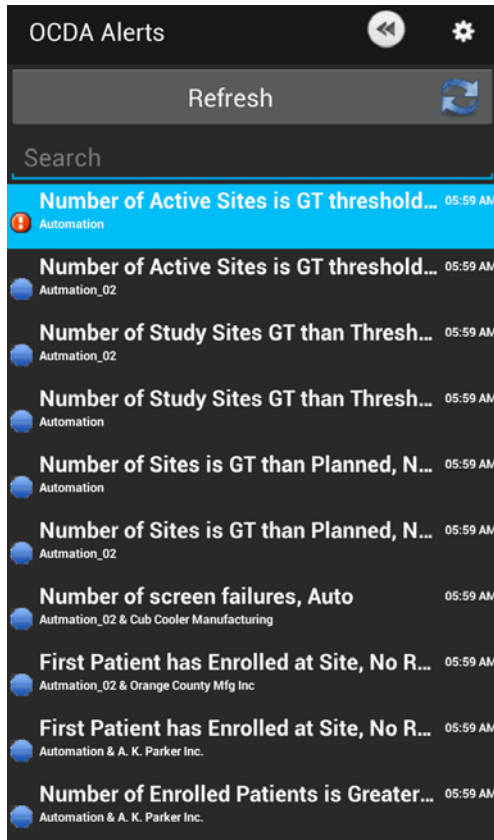 OCDA Alerts
Refresh
Search
Number of Active Sites is GT threshold... 05:59 AM
Automation
Number of Active Sites is GT threshold... 05:59 AM
Autmation_02
Number of Study Sites GT than Thresh... 05:59 AM
Autmation_02
Number of Study Sites GT than Thresh... 05:59 AM
Automation
Number of Sites is GT than Planned, N... 05:59 AM
Automation
Number of Sites is GT than Planned, N... 05:59 AM
Autmation_02
Number of screen failures, Auto 05:59 AM
Autmation_02 & Cub Cooler Manufacturing
First Patient has Enrolled at Site, No R... 05:59 AM
Autmation_02 & Orange County Mfg Inc
First Patient has Enrolled at Site, No R... 05:59 AM
Automation & A. K. Parker Inc.
Number of Enrolled Patients is Greater... 05:59 AM
Automation & A. K. Parker Inc.